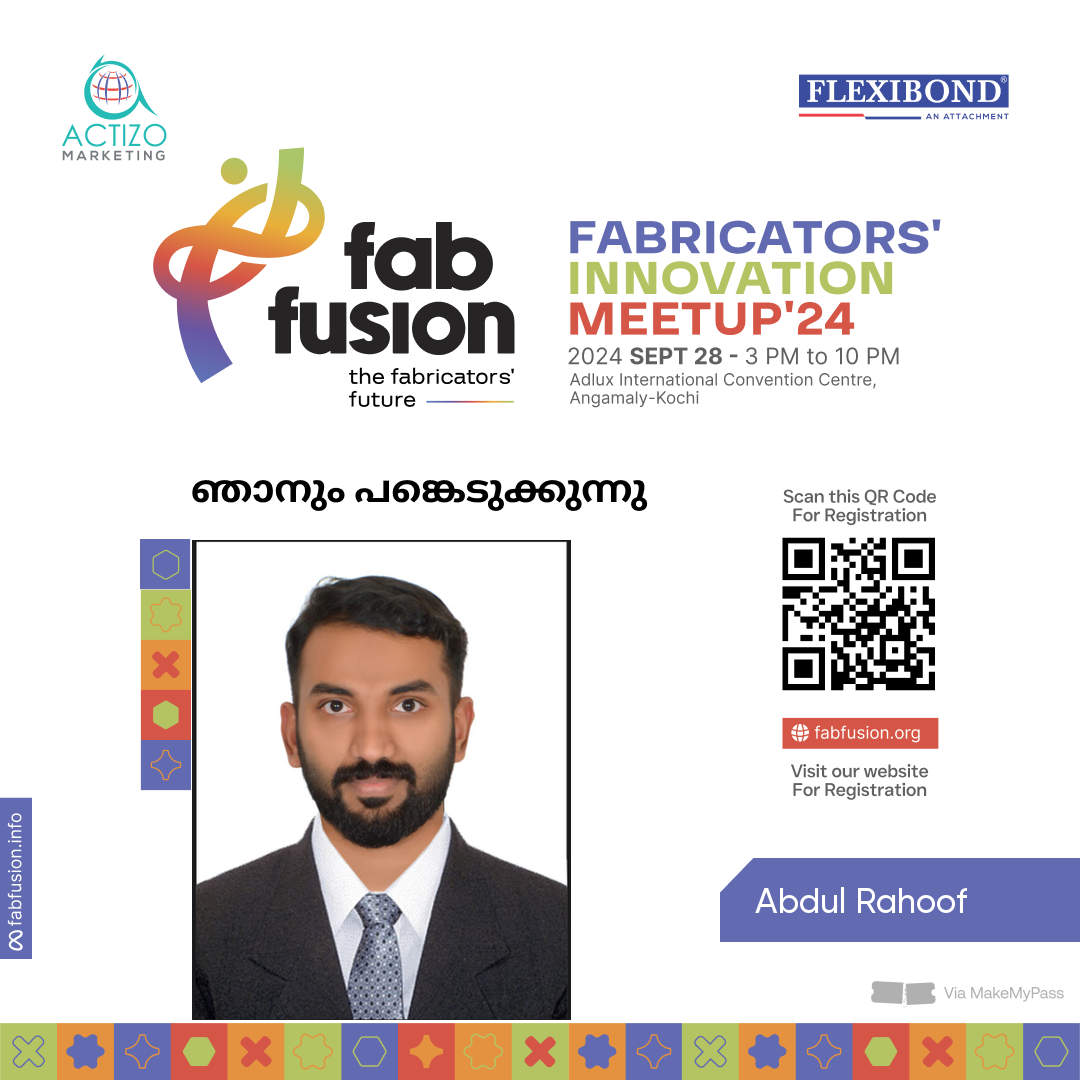 ACTIZO
MARKETING
FLEXIBOND®
AN ATTACHMENT
fab
fusion
the fabricators'
future
FABRICATORS'
INNOVATION
MEETUP'24
2024 SEPT 28 - 3 PM to 10 PM
Adlux International Convention Centre,
Angamaly-Kochi
ഞാനും പങ്കെടുക്കുന്നു
Scan this QR Code
For Registration
fabfusion.org
Visit our website
For Registration
fabfusion.info
Abdul Rahoof
Via MakeMyPass